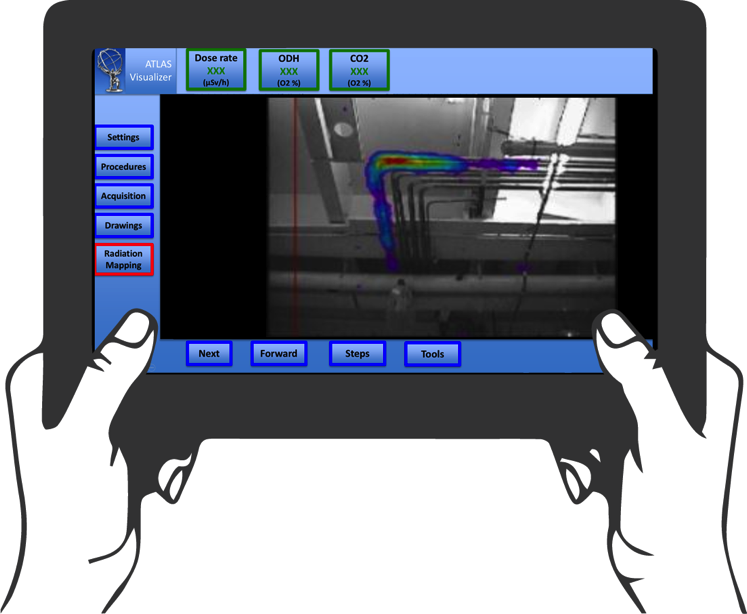 ATLAS
Visualizer
Dose rate
XXX
(µSv/h)
ODH
XXX
(O2 %)
CO2
XXX
(O2 %)
Settings
Procedures
Acquisition
Drawings
Radiation
Mapping
Next
Forward
Steps
Tools